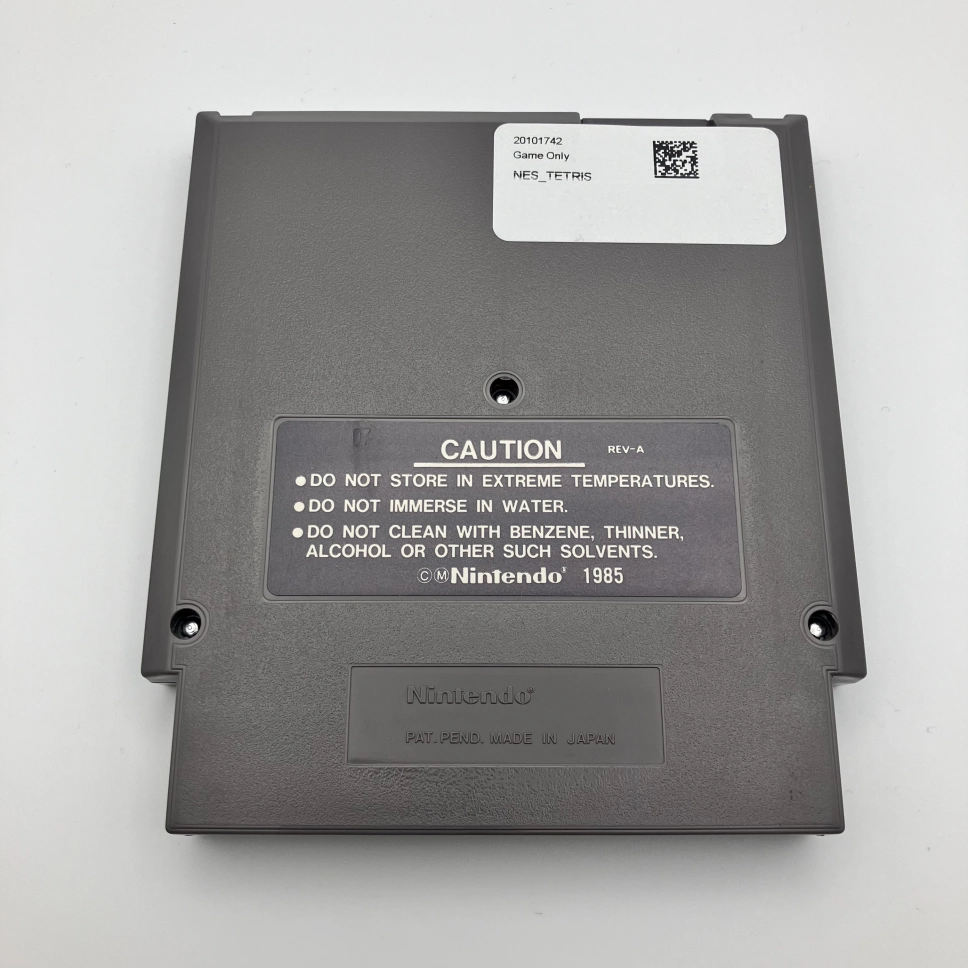 20101742
Game Only
NES_TETRIS
CAUTION REV-A
●DO NOT STORE IN EXTREME TEMPERATURES.
●DO NOT IMMERSE IN WATER.
●DO NOT CLEAN WITH BENZENE, THINNER,
ALCOHOL OR OTHER SUCH SOLVENTS.
ⒸⓂNintendo® 1985
Nintendo®
PAT. PEND. MADE IN JAPAN